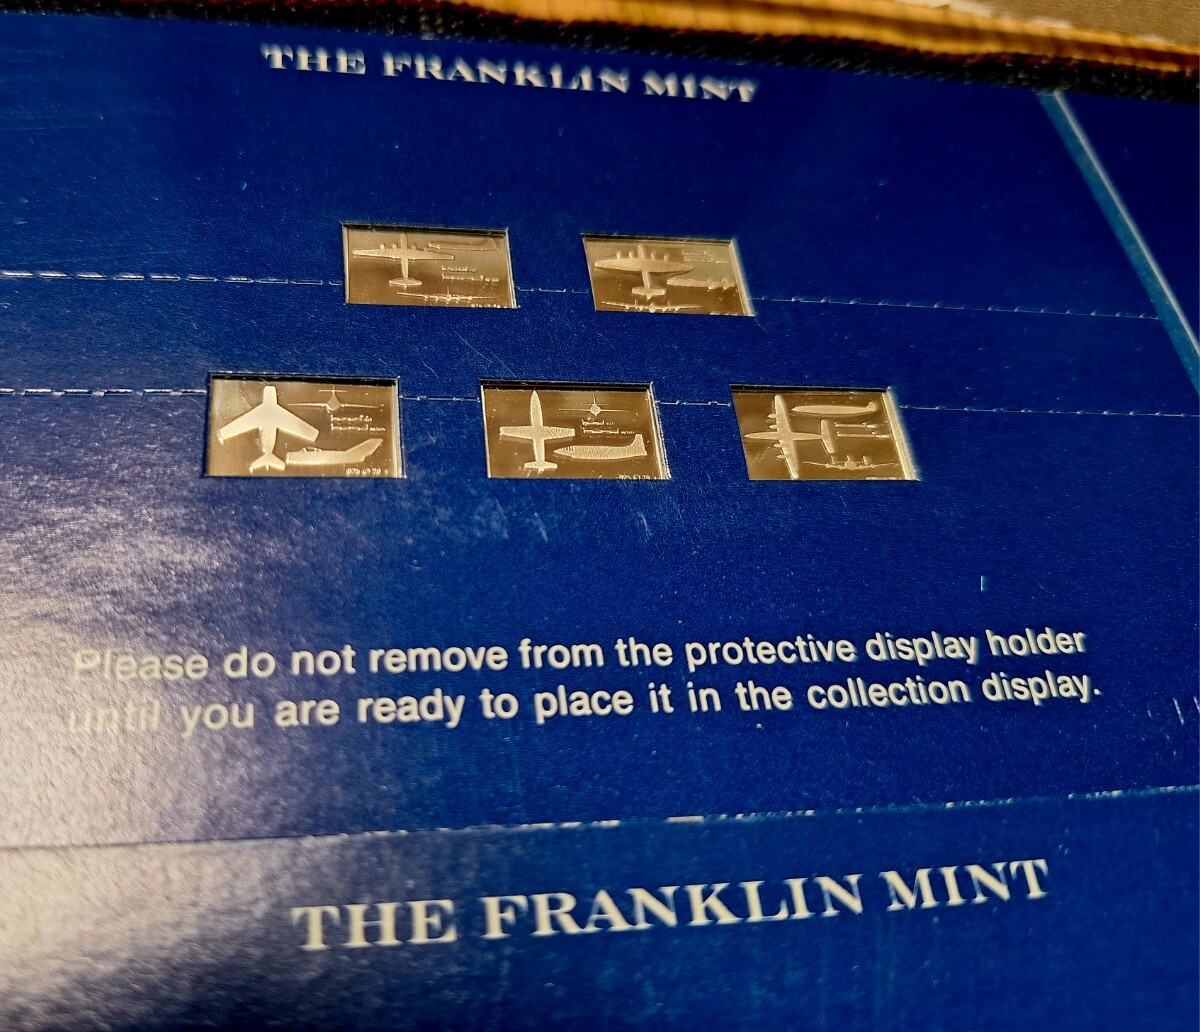 THE FRANKLIN MINT
Please do not remove from the protective display holder
until you are ready to place it in the collection display.
THE FRANKLIN MINT